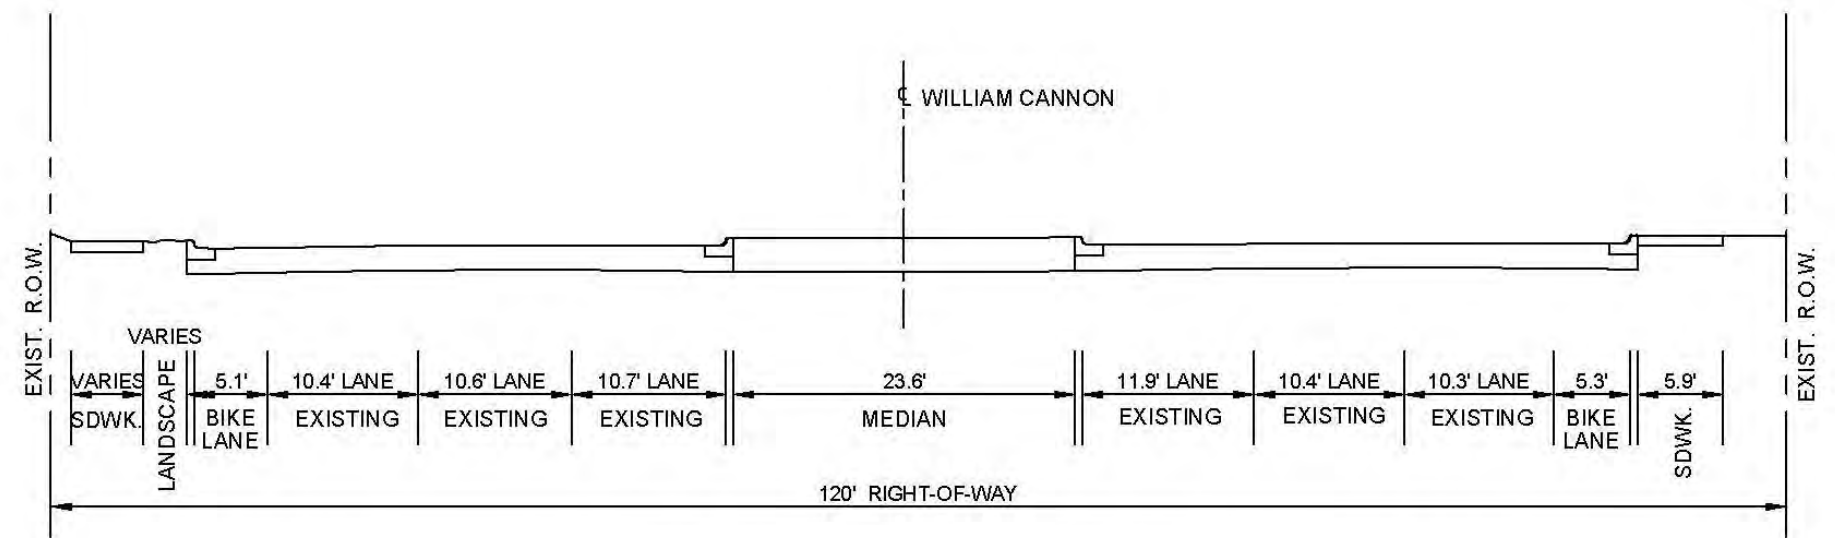 ℄ WILLIAM CANNON
EXIST. R.O.W.
EXIST. R.O.W.
VARIES
VARIES
SDWK.
LANDSCAPE
5.1'
BIKE
LANE
10.4' LANE
EXISTING
10.6' LANE
EXISTING
10.7' LANE
EXISTING
23.6'
MEDIAN
11.9' LANE
EXISTING
10.4' LANE
EXISTING
10.3' LANE
EXISTING
5.3'
BIKE
LANE
5.9'
SDWK.
120' RIGHT-OF-WAY